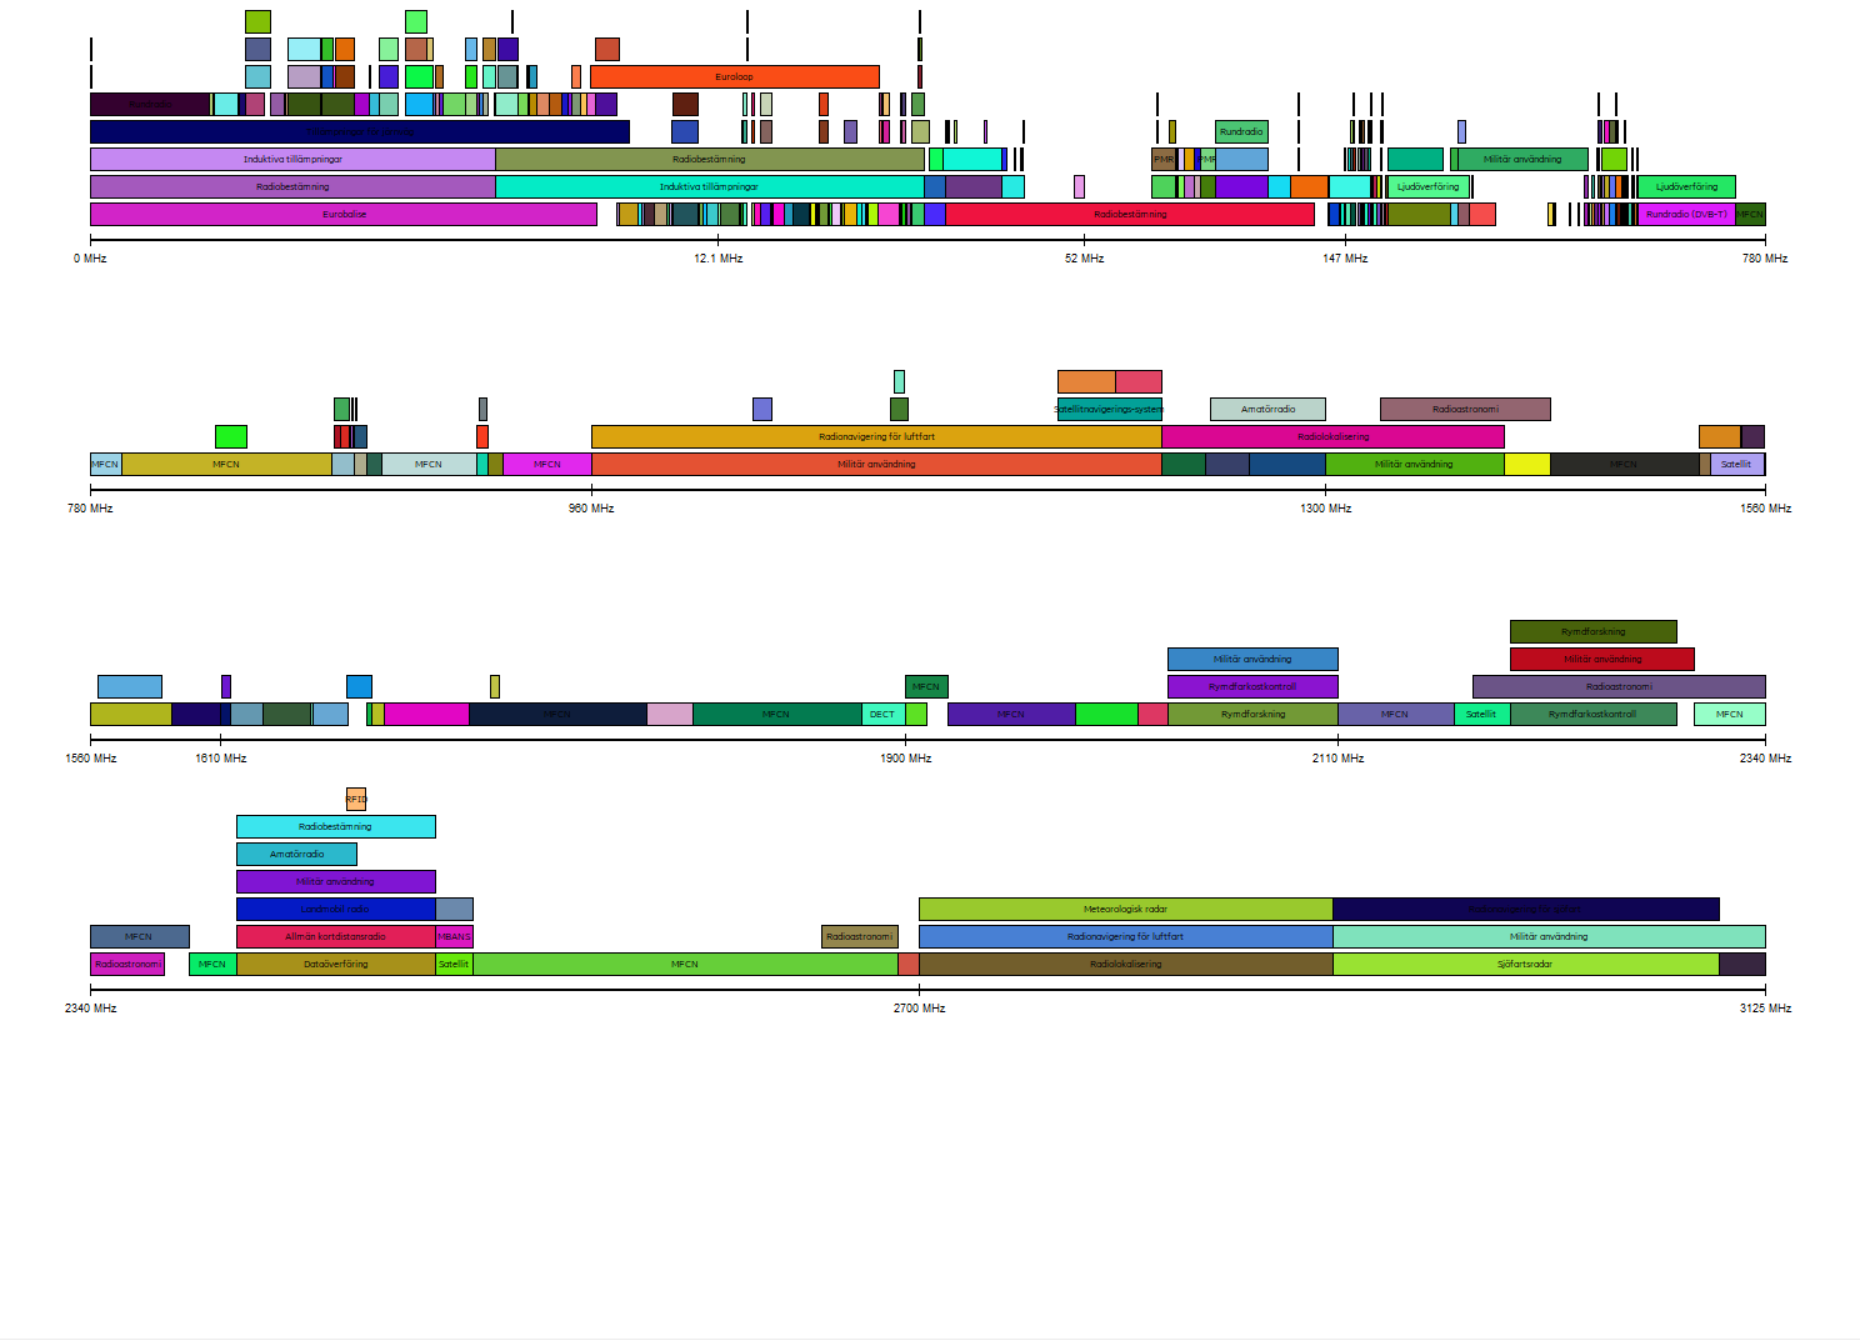 Euroloop
Rundradio
Tillämpningar för järnväg
Rundradio
Induktiva tillämpningar
Radiobestämning
PMR
PMR
Militär användning
Radiobestämning
Induktiva tillämpningar
Ljudöverföring
Ljudöverföring
Eurobalise
Radiobestämning
Rundradio (DVB-T)
MFCN
0 MHz
12.1 MHz
52 MHz
147 MHz
780 MHz
Satellitnavigerings-system
Amatörradio
Radioastronomi
Radionavigering för luftfart
Radiolokalisering
MFCN
MFCN
MFCN
MFCN
Militär användning
Militär användning
MFCN
Satellit
780 MHz
960 MHz
1300 MHz
1560 MHz
Rymdforskning
Militär användning
Militär användning
MFCN
Rymdfarkostkontroll
Radioastronomi
MFCN
MFCN
DECT
MFCN
Rymdforskning
MFCN
Satellit
Rymdfarkostkontroll
MFCN
1560 MHz
1610 MHz
1900 MHz
2110 MHz
2340 MHz
RFID
Radiobestämning
Amatörradio
Militär användning
Landmobil radio
Meteorologisk radar
Radionavigering för sjöfart
MFCN
Allmän kortdistansradio
MBANS
Radioastronomi
Radionavigering för luftfart
Militär användning
Radioastronomi
MFCN
Dataöverföring
Satellit
MFCN
Radiolokalisering
Sjöfartsradar
2340 MHz
2700 MHz
3125 MHz